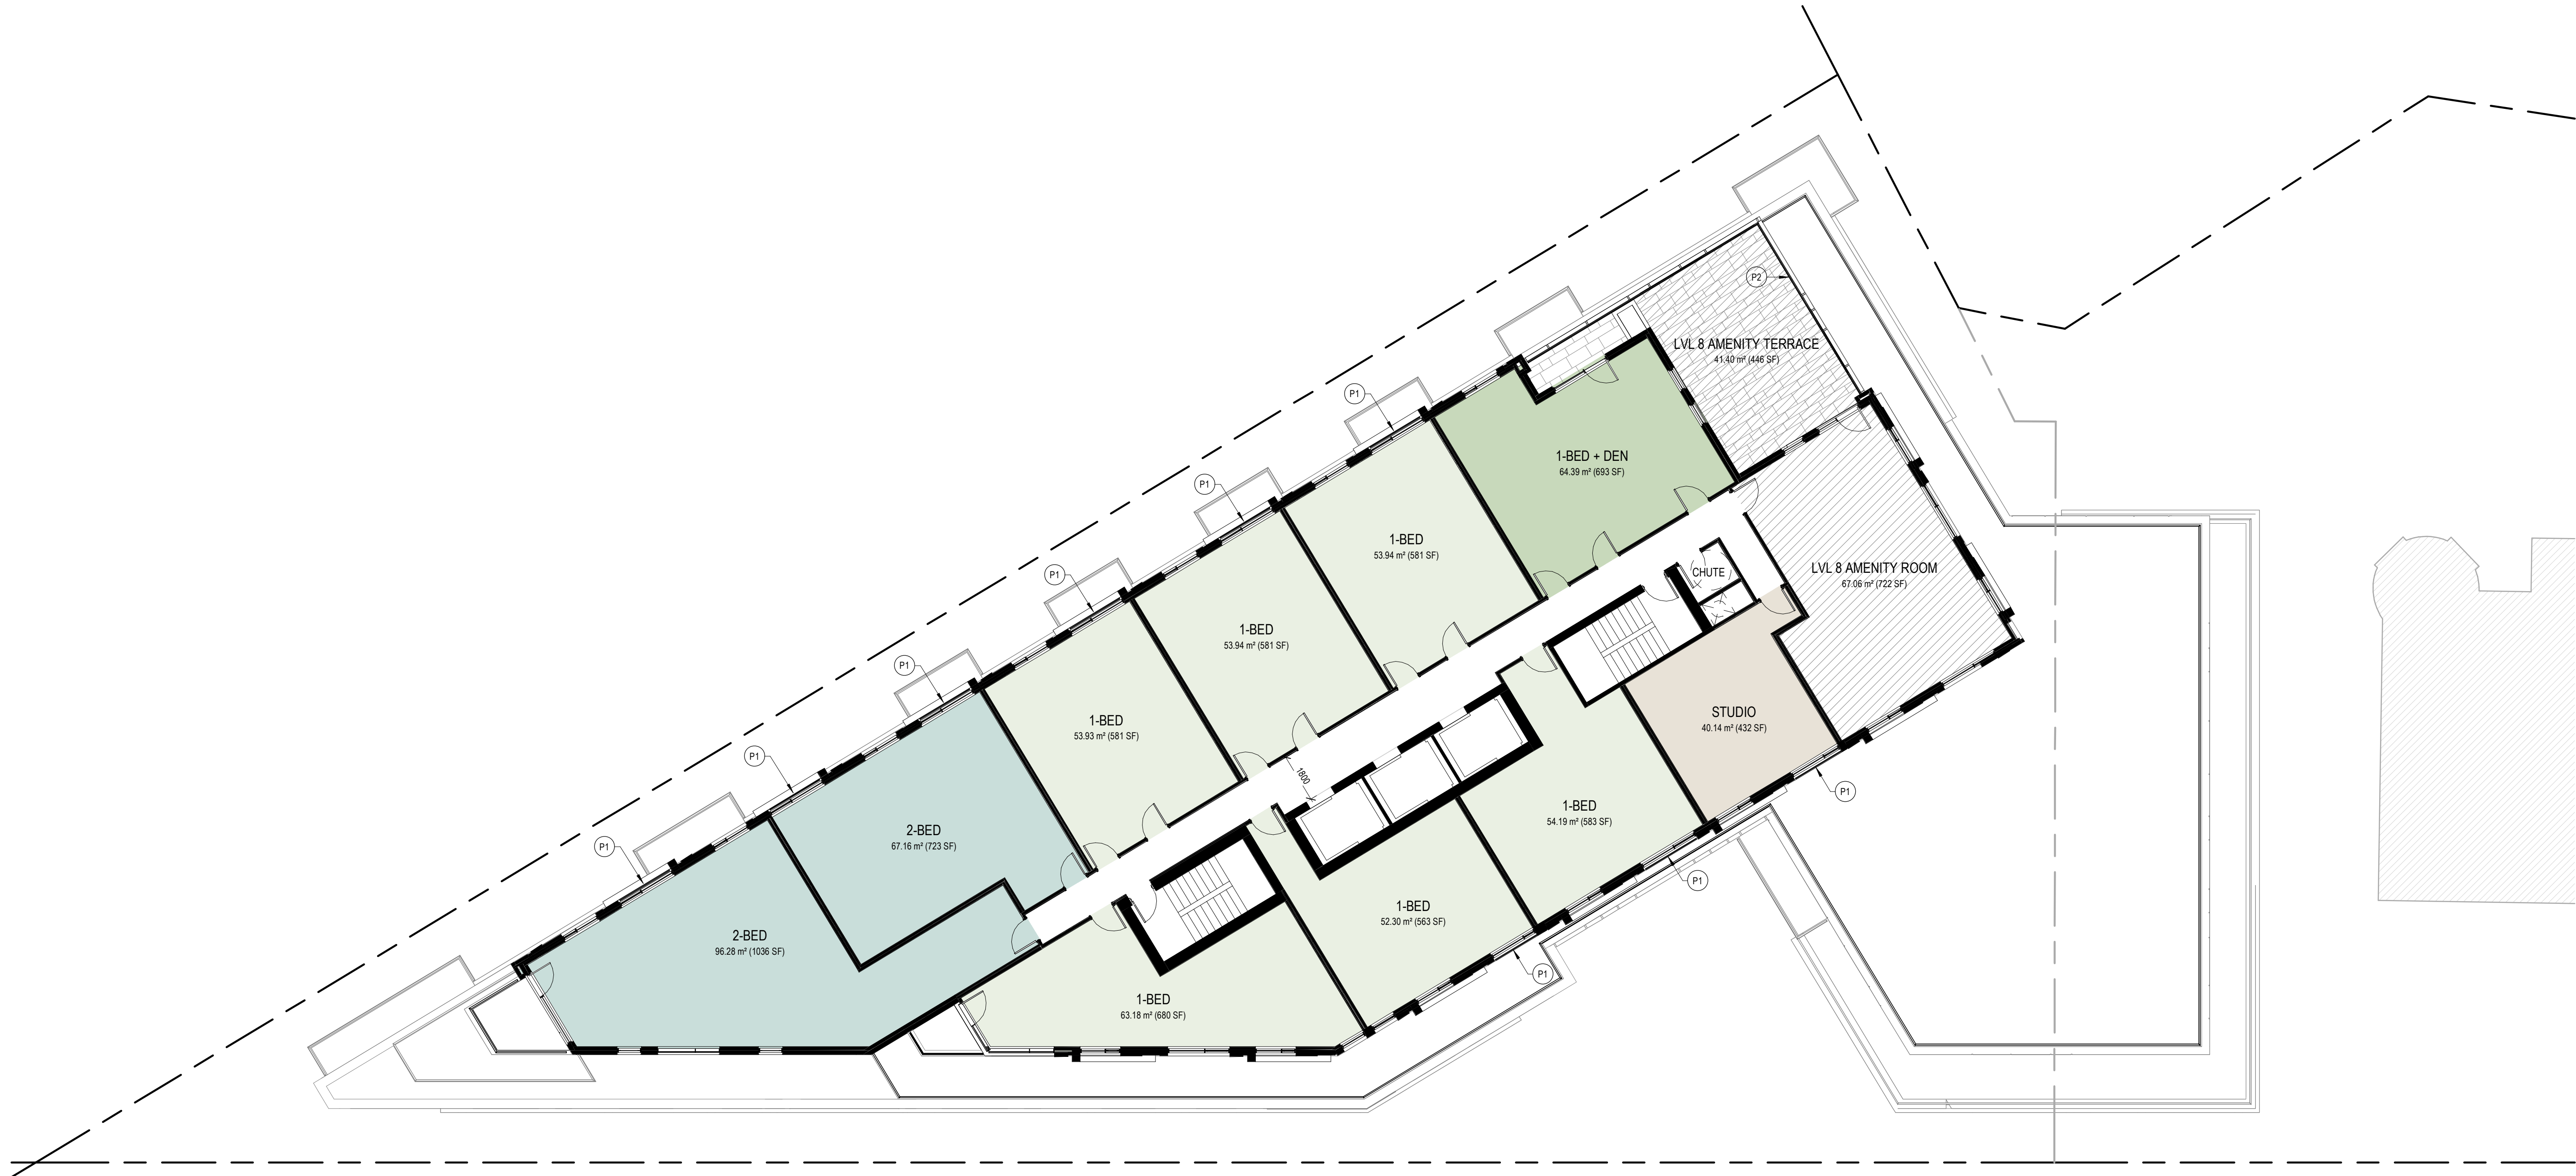 P2
LVL 8 AMENITY TERRACE
41.40 m² (446 SF)
P1
1-BED + DEN
64.39 m² (693 SF)
P1
1-BED
53.94 m² (581 SF)
LVL 8 AMENITY ROOM
67.06 m² (722 SF)
CHUTE
P1
1-BED
53.94 m² (581 SF)
P1
1-BED
53.93 m² (581 SF)
STUDIO
40.14 m² (432 SF)
P1
1800
P1
1-BED
54.19 m² (583 SF)
2-BED
67.16 m² (723 SF)
P1
P1
1-BED
52.30 m² (563 SF)
2-BED
96.28 m² (1036 SF)
P1
1-BED
63.18 m² (680 SF)